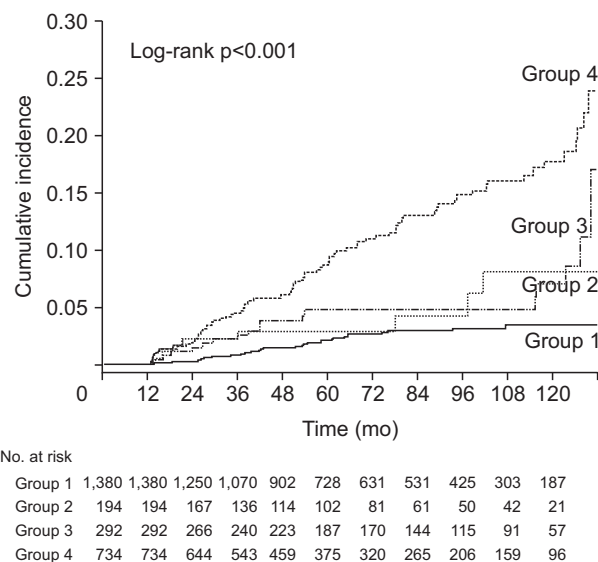 0.30
Log-rank p<0.001
Group 4
0.25
0.20
Cumulative incidence
0.15
Group 3
0.10
Group 2
0.05
Group 1
0 12 24 36 48 60 72 84 96 108 120
Time (mo)
No. at risk
Group 1 1,380 1,380 1,250 1,070 902 728 631 531 425 303 187
Group 2 194 194 167 136 114 102 81 61 50 42 21
Group 3 292 292 266 240 223 187 170 144 115 91 57
Group 4 734 734 644 543 459 375 320 265 206 159 96